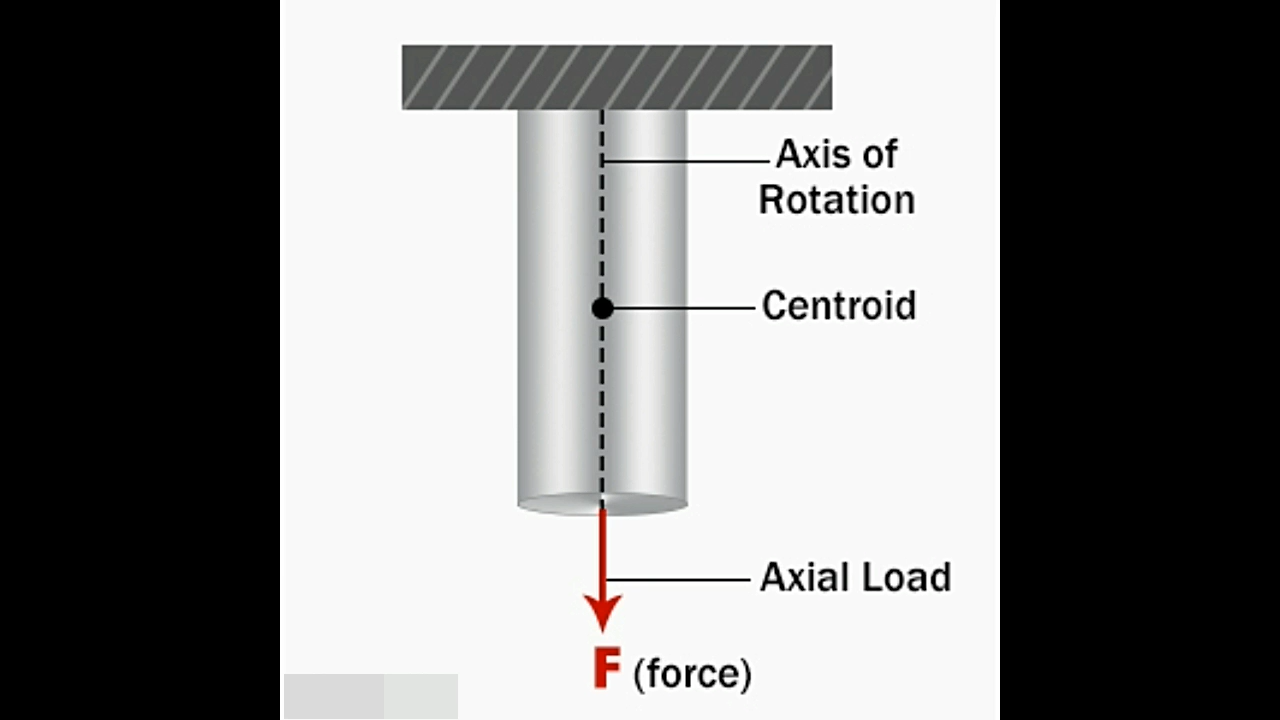 Axis of
Rotation
Centroid
Axial Load
F (force)